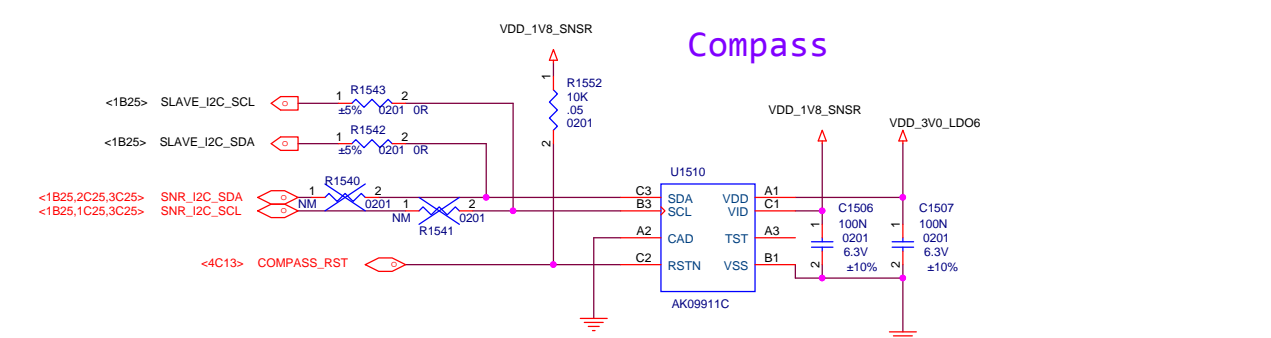 Compass
VDD_1V8_SNSR
<1B25> SLAVE_I2C_SCL
1 R1543 2
±5% 0201 0R
<1B25> SLAVE_I2C_SDA
1 R1542 2
±5% 0201 0R
1
R1552
10K
.05
0201
2
VDD_1V8_SNSR
VDD_3V0_LDO6
<1B25,2C25,3C25> SNR_I2C_SDA
1 R1540 2
NM 0201
<1B25,1C25,3C25> SNR_I2C_SCL
1 2
NM 0201
R1541
<4C13> COMPASS_RST
U1510
C3 SDA VDD A1
B3 SCL VID C1
A2 CAD TST A3
C2 RSTN VSS B1
AK09911C
C1506
1
100N
0201
6.3V
2
±10%
C1507
1
100N
0201
6.3V
2
±10%